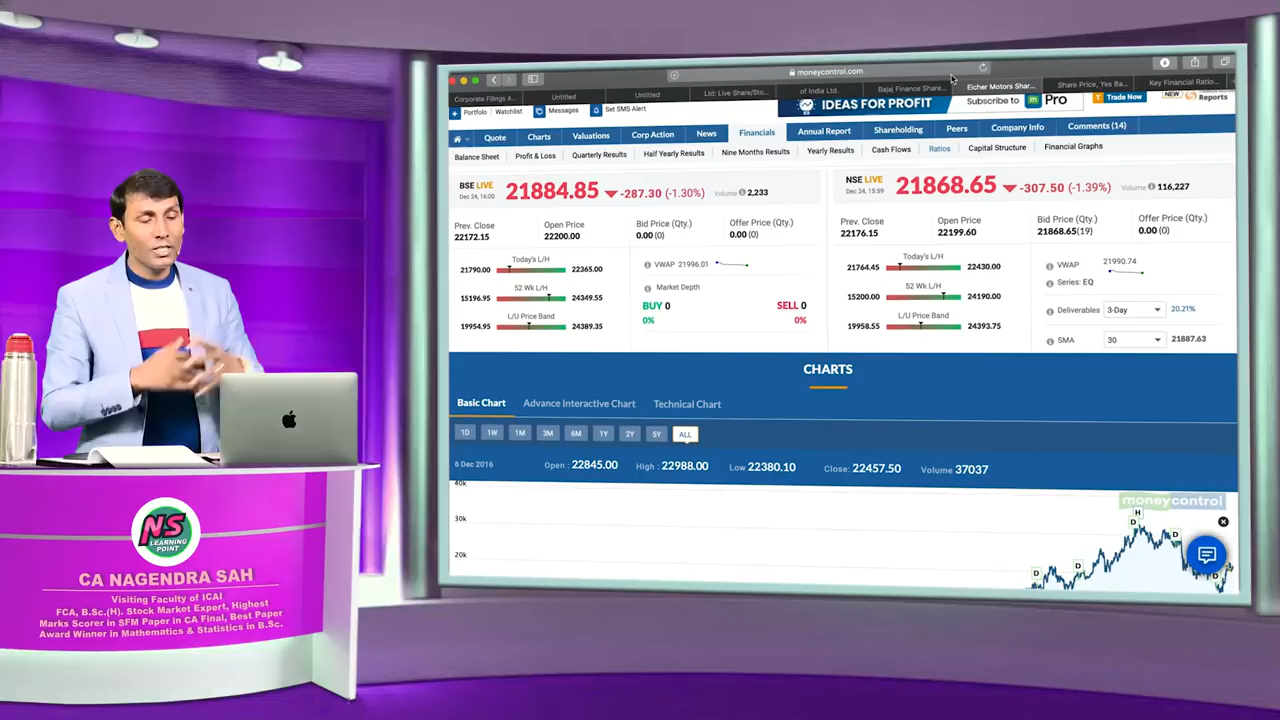 moneycontrol.com
Corporate Filings A...
Untitled
Untitled
Ltd: Live Share/Sto...
of India Ltd.
Bajaj Finance Share...
Eicher Motors Shar...
Share Price, Yes Ba...
Key Financial Ratio...
Portfolio
Watchlist
Messages
Set SMS Alert
IDEAS FOR PROFIT
Subscribe to m Pro
Trade Now
NEW
Reports
Quote
Charts
Valuations
Corp Action
News
Financials
Annual Report
Shareholding
Peers
Company Info
Comments (14)
Balance Sheet
Profit & Loss
Quarterly Results
Half Yearly Results
Nine Months Results
Yearly Results
Cash Flows
Ratios
Capital Structure
Financial Graphs
BSE LIVE
Dec 24, 16:00
21884.85 -287.30 (-1.30%) Volume 2,233
Prev. Close
22172.15
Open Price
22200.00
Bid Price (Qty.)
0.00 (0)
Offer Price (Qty.)
0.00 (0)
Today's L/H
21790.00 22365.00
52 Wk L/H
15196.95 24349.55
L/U Price Band
19954.95 24389.35
VWAP 21996.01
Market Depth
BUY 0 SELL 0
0% 0%
NSE LIVE
Dec 24, 15:59
21868.65 -307.50 (-1.39%) Volume 116,227
Prev. Close
22176.15
Open Price
22199.60
Bid Price (Qty.)
21868.65(19)
Offer Price (Qty.)
0.00 (0)
Today's L/H
21764.45 22430.00
52 Wk L/H
15200.00 24190.00
L/U Price Band
19958.55 24393.75
VWAP 21990.74
Series: EQ
Deliverables 3-Day 20.21%
SMA 30 21887.63
CHARTS
Basic Chart
Advance Interactive Chart
Technical Chart
1D 1W 1M 3M 6M 1Y 2Y 5Y ALL
6 Dec 2016 Open : 22845.00 High : 22988.00 Low 22380.10 Close: 22457.50 Volume 37037
40k
30k
20k
moneycontrol
H
D
D
D
D
D
NS
LEARNING
POINT
CA NAGENDRA SAH
Visiting Faculty of ICAI
FCA, B.Sc.(H). Stock Market Expert, Highest
Marks Scorer in SFM Paper in CA Final, Best Paper
Award Winner in Mathematics & Statistics in B.Sc.